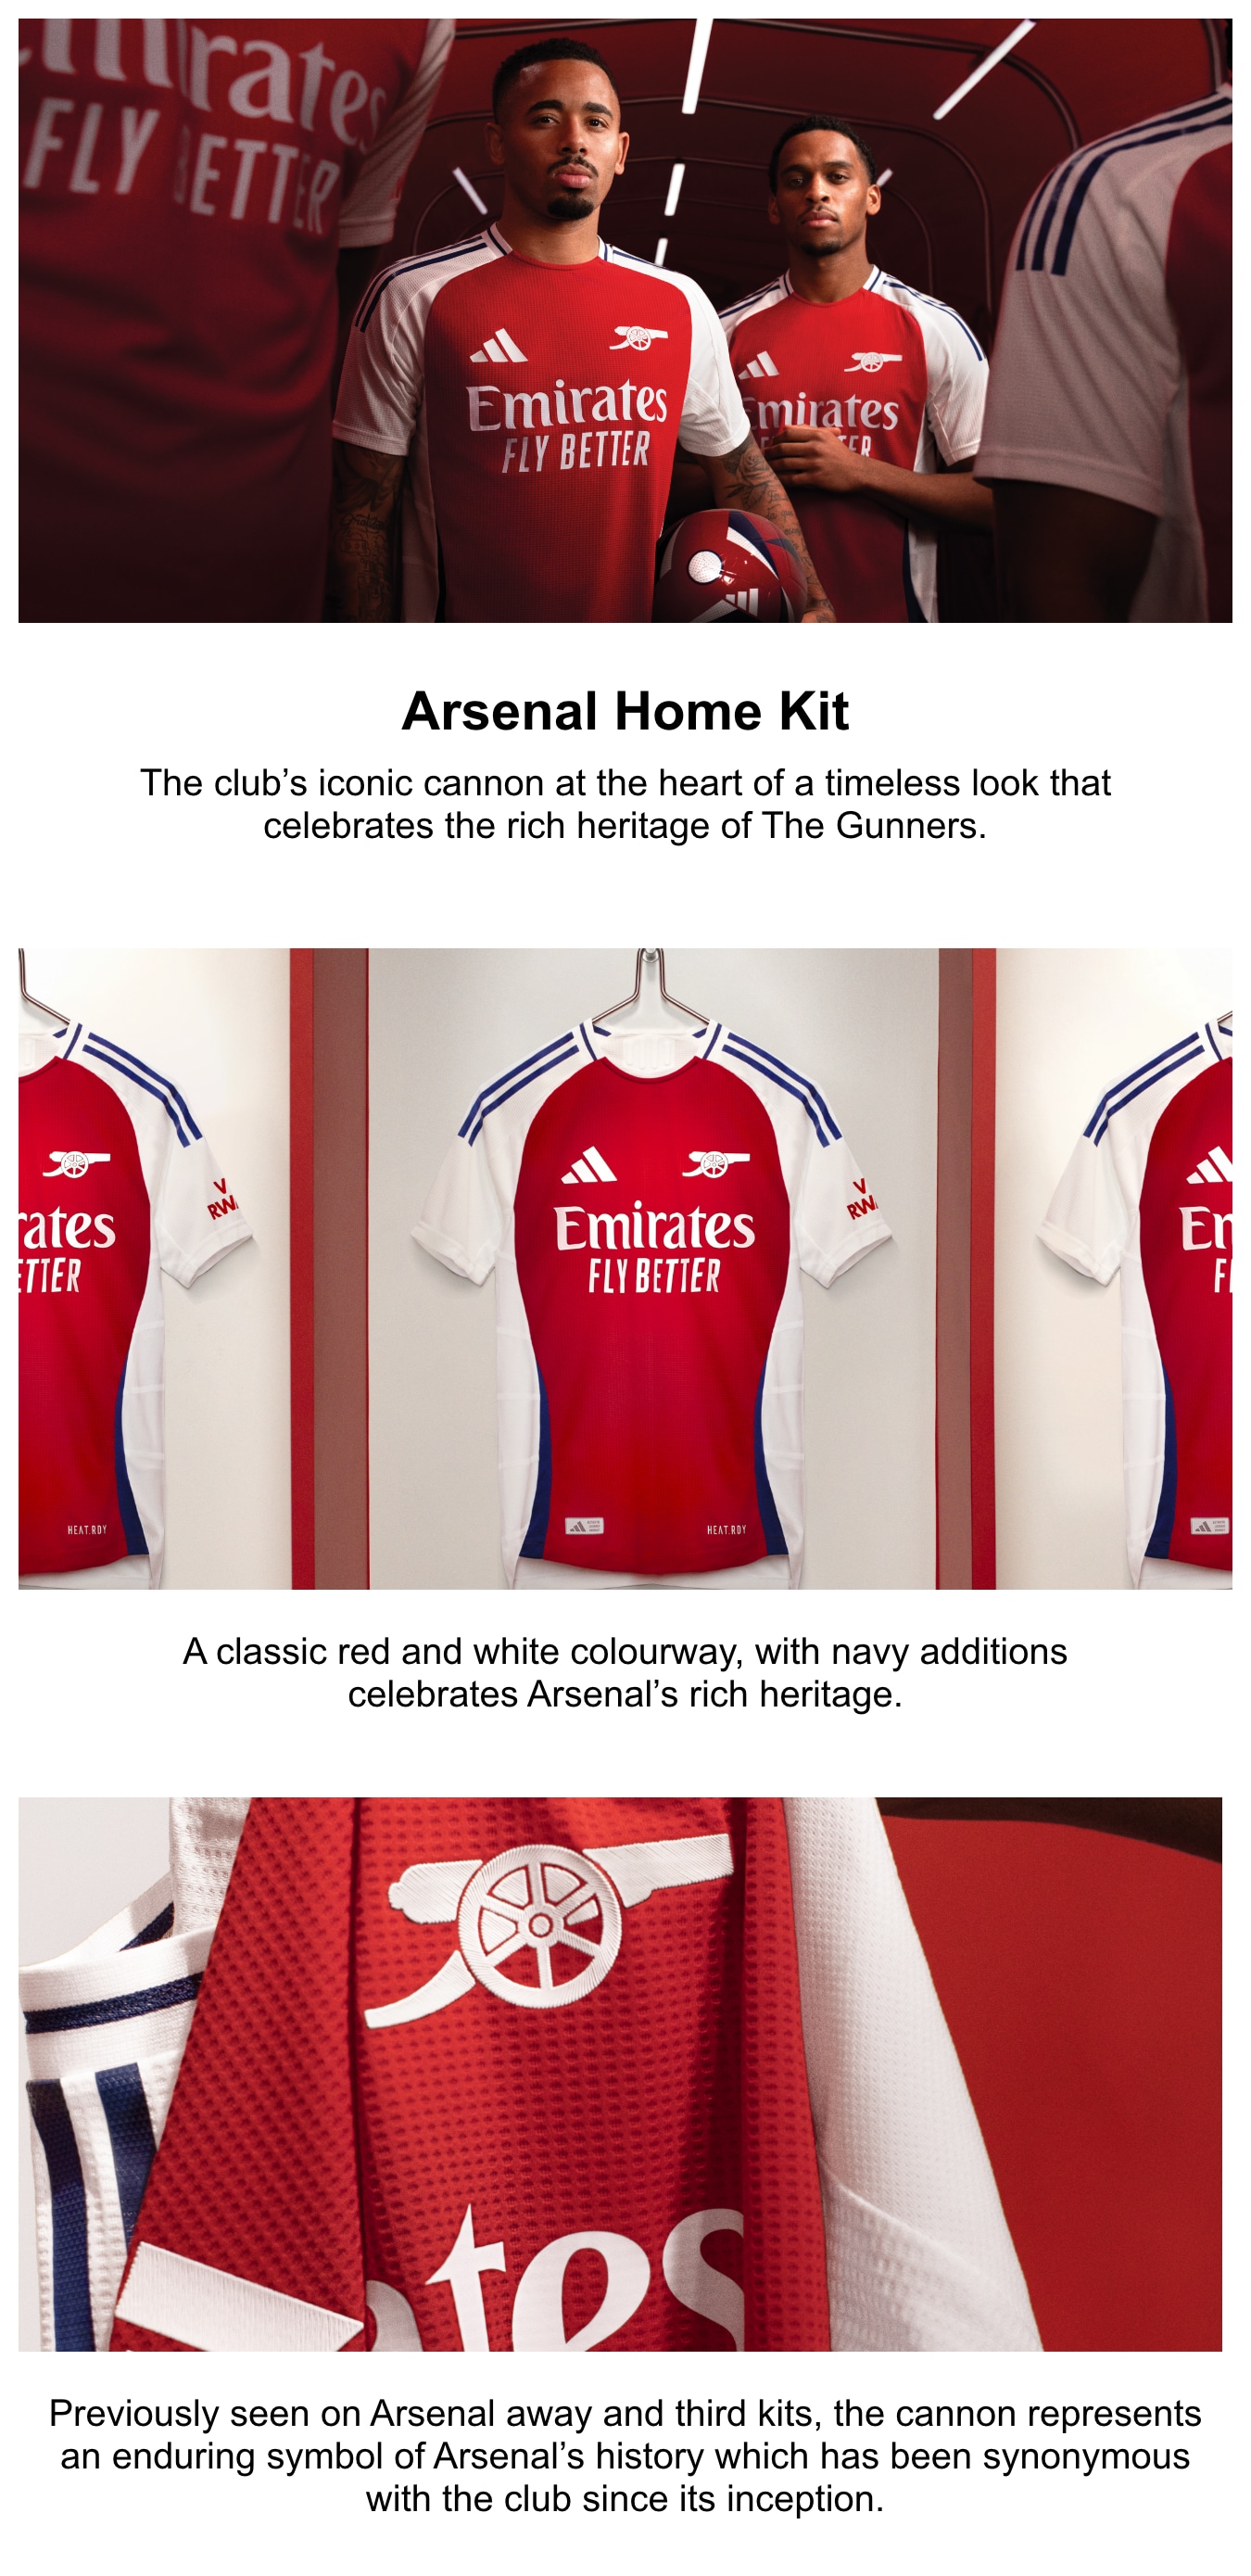 mirates
FLY BETTER
Emirates
FLY BETTER
mirates
Arsenal Home Kit
The club’s iconic cannon at the heart of a timeless look that
celebrates the rich heritage of The Gunners.
rates
ETTER
HEAT.RDY
V
RW
Emirates
FLY BETTER
HEAT.RDY
V
RW
En
F
A classic red and white colourway, with navy additions
celebrates Arsenal’s rich heritage.
tes
Previously seen on Arsenal away and third kits, the cannon represents
an enduring symbol of Arsenal’s history which has been synonymous
with the club since its inception.